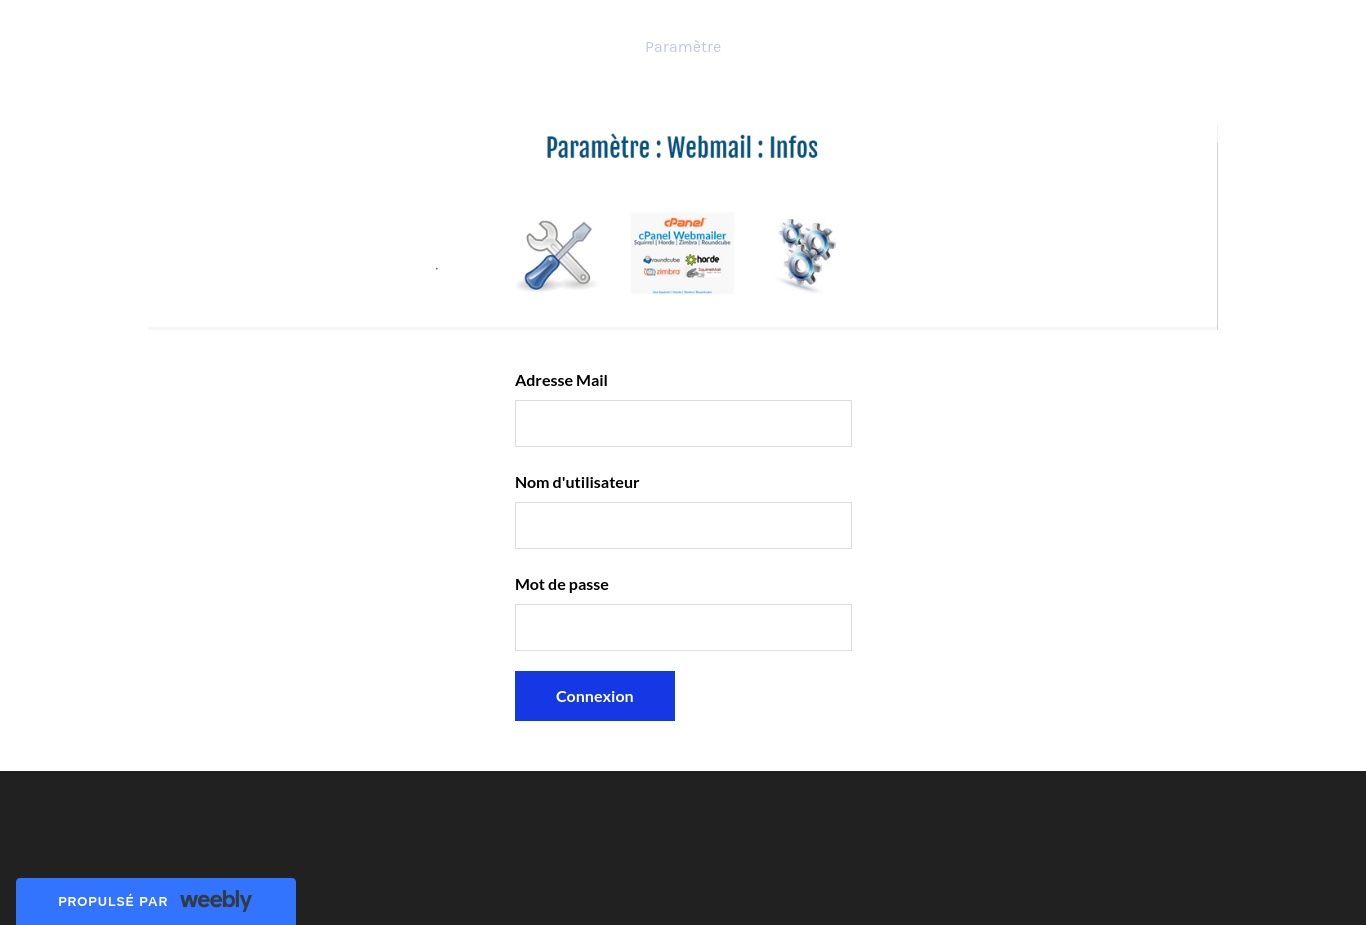 Paramètre
Paramètre : Webmail : Infos
cPanel
cPanel Webmailer
Squirrel | Horde | Zimbra | Roundcube
roundcube horde
zimbra SquirrelMail
Adresse Mail
Nom d'utilisateur
Mot de passe
Connexion
PROPULSÉ PAR weebly